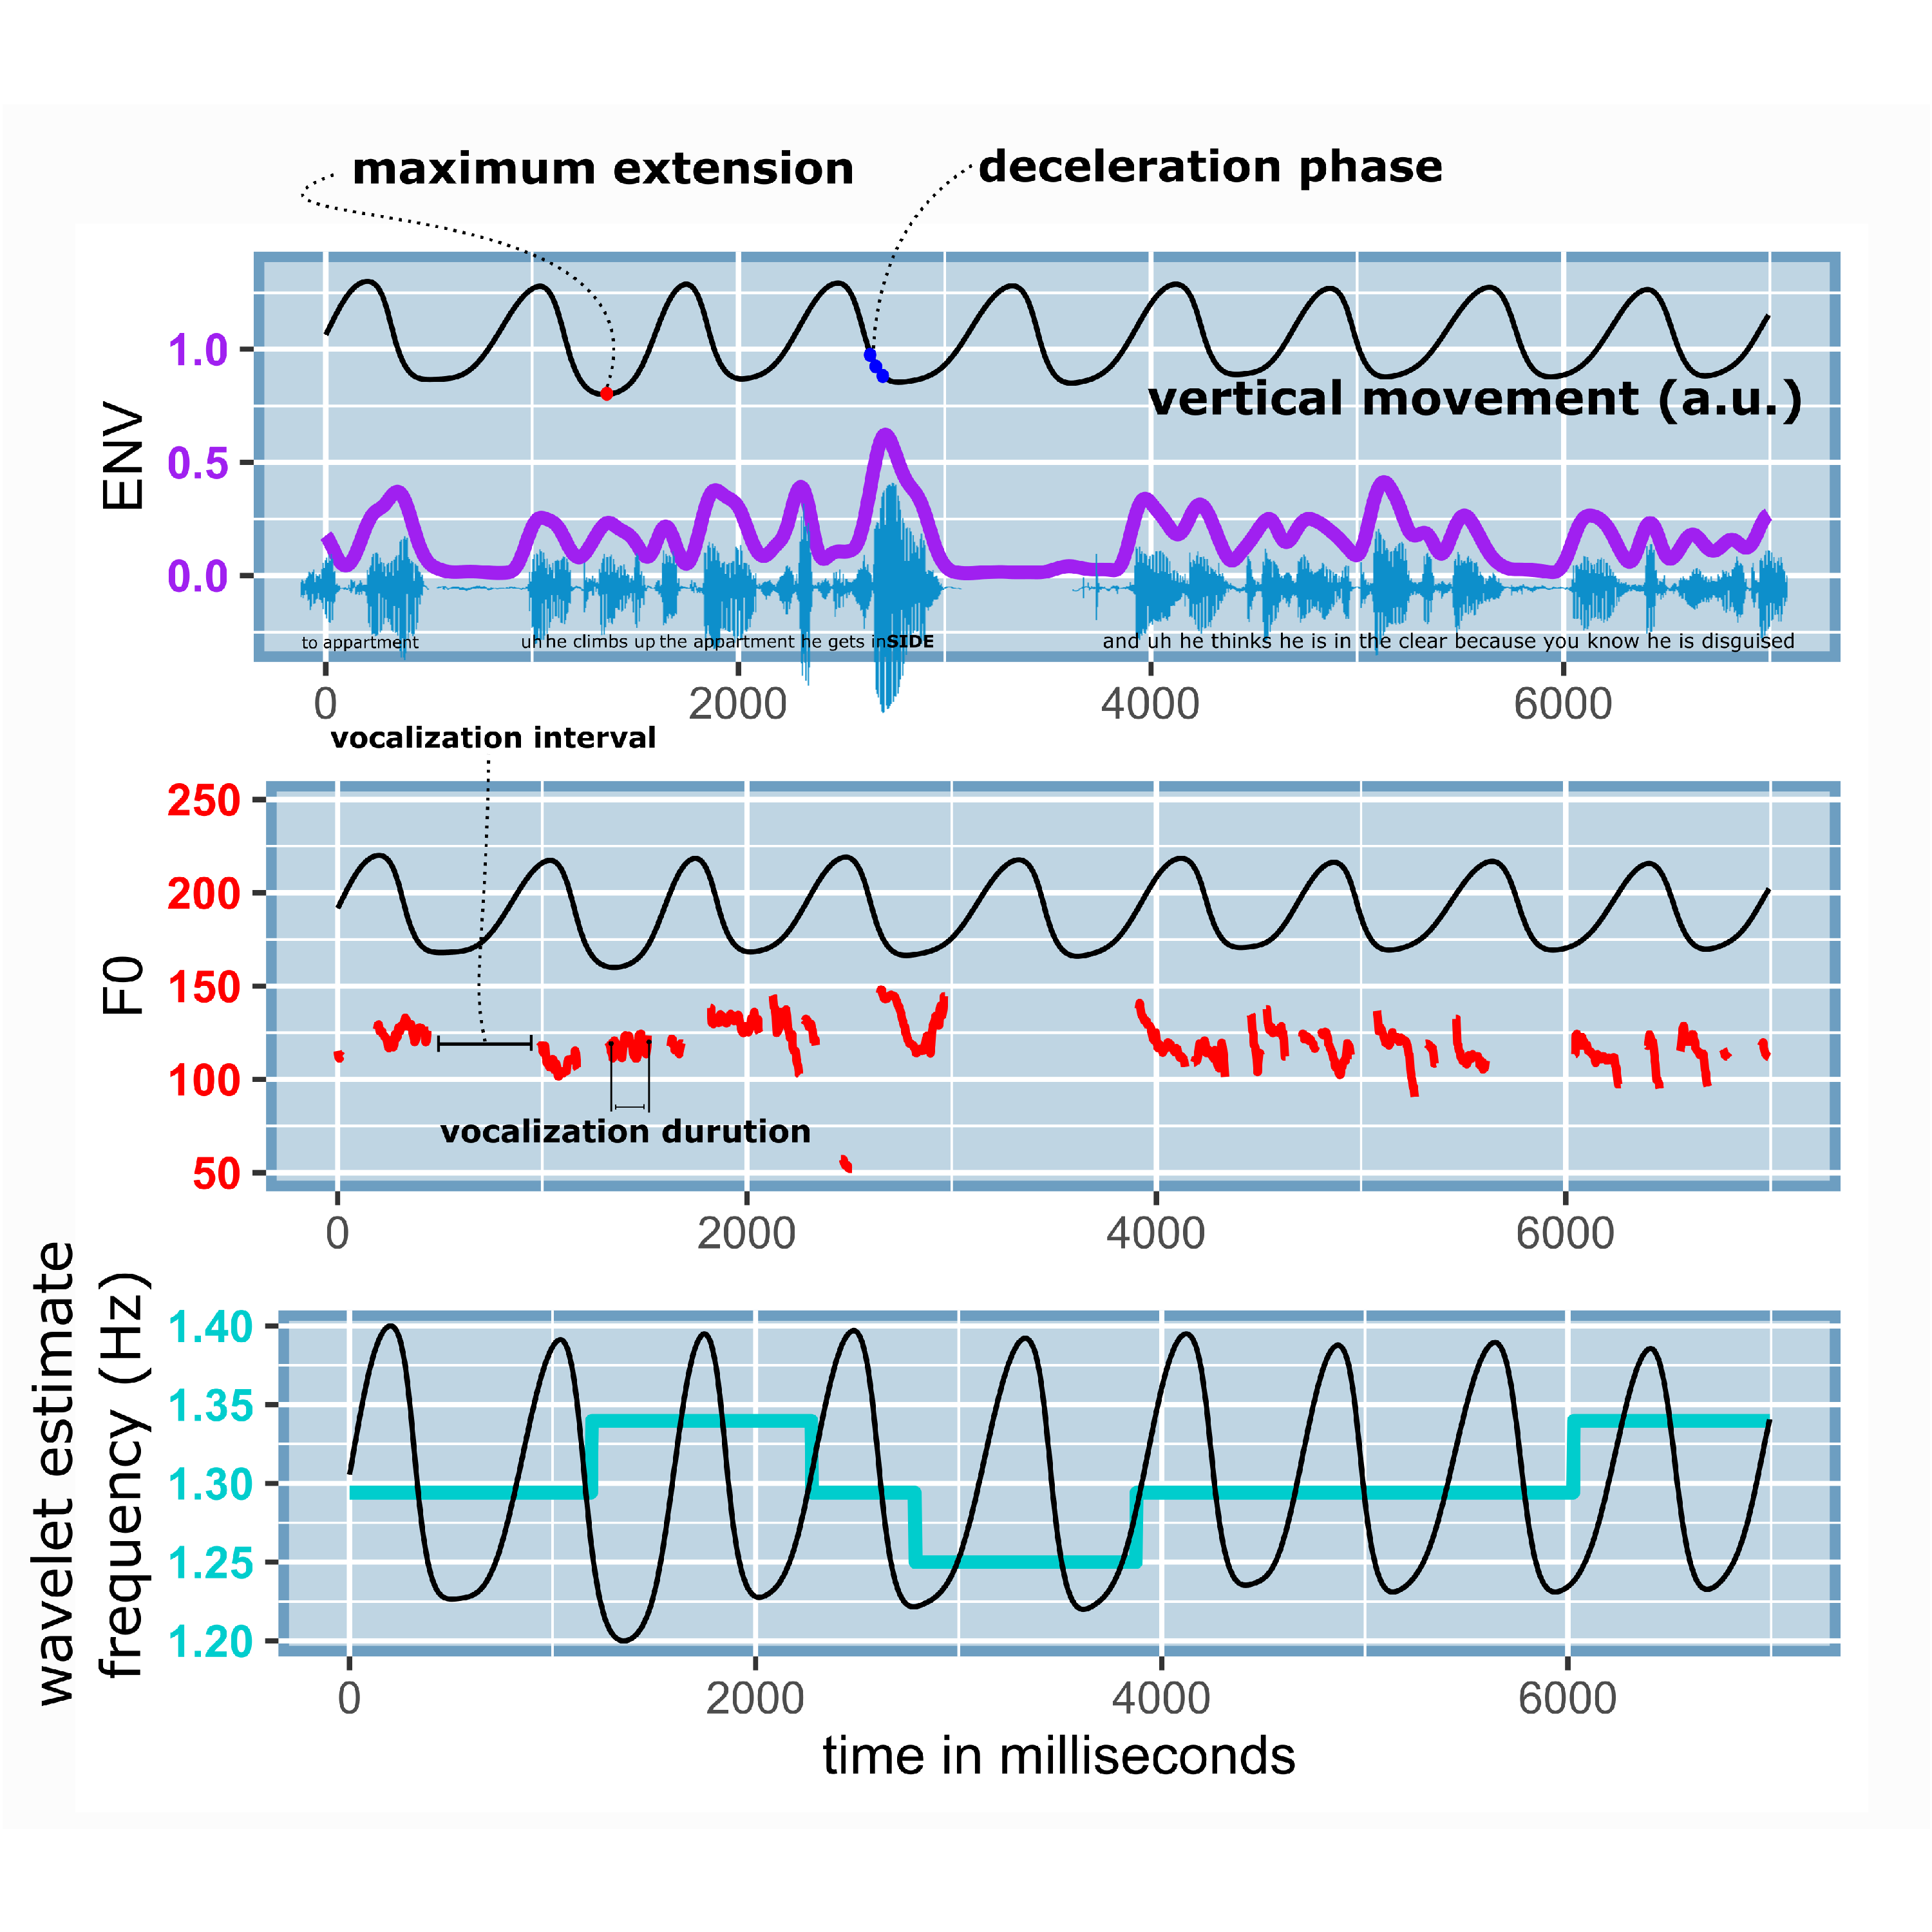 maximum extension
deceleration phase
ENV
1.0
0.5
0.0
vertical movement (a.u.)
to appartment
uh he climbs up the appartment he gets inSIDE
and uh he thinks he is in the clear because you know he is disguised
0 2000 4000 6000
vocalization interval
F0
250
200
150
100
50
vocalization durution
0 2000 4000 6000
wavelet estimate
frequency (Hz)
1.40
1.35
1.30
1.25
1.20
0 2000 4000 6000
time in milliseconds